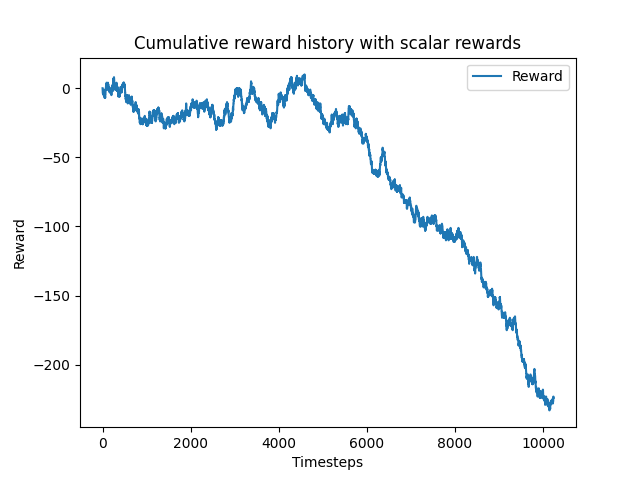 Cumulative reward history with scalar rewards
Reward
0
−50
−100
−150
−200
Reward
0
2000
4000
6000
8000
10000
Timesteps